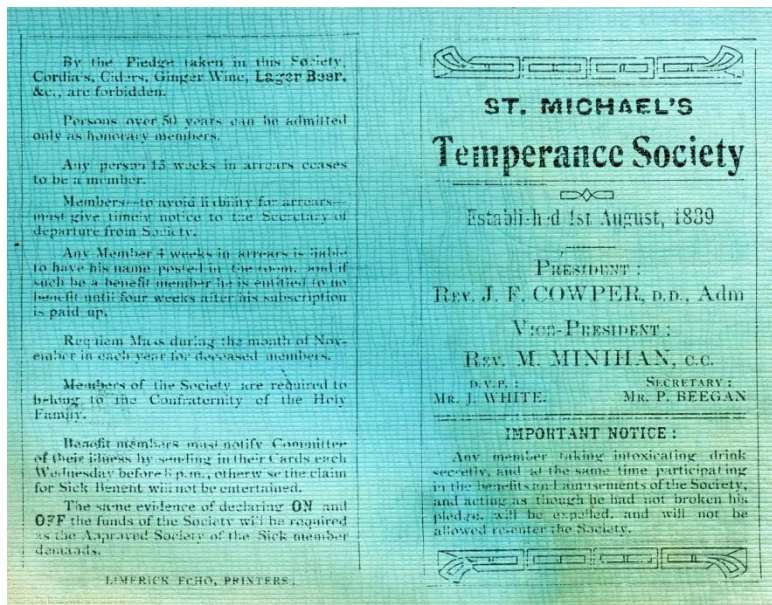 By the Pledge taken in this Society,
Cordials, Ciders, Ginger Wine, Lager Beer,
&c., are forbidden.
Persons over 50 years can be admitted
only as honorary members.
Any person 13 weeks in arrears ceases
to be a member.
Members—to avoid liability for arrears—
must give timely notice to the Secretary of
departure from Society.
Any Member 4 weeks in arrears is liable
to have his name posted in the room, and if
such be a benefit member he is entitled to no
benefit until four weeks after his subscription
is paid up.
Requiem Mass during the month of Nov-
ember in each year for deceased members.
Members of the Society are required to
belong to the Confraternity of the Holy
Family.
Benefit members must notify Committee
of their illness by sending in their Cards each
Wednesday before 8 p.m., otherwise the claim
for Sick Benefit will not be entertained.
The same evidence of declaring ON and
OFF the funds of the Society will be required
as the Approved Society of the Sick member
demands.
LIMERICK ECHO, PRINTERS.
ST. MICHAEL'S
Temperance Society
Established 1st August, 1839
PRESIDENT :
REV. J. F. COWPER, D.D., Adm
VICE-PRESIDENT :
REV. M. MINIHAN, C.C.
D.V.P. : SECRETARY :
MR. J. WHITE. MR. P. BEEGAN
IMPORTANT NOTICE :
Any member taking intoxicating drink
secretly, and at the same time participating
in the benefits and amusements of the Society,
and acting as though he had not broken his
pledge, will be expelled, and will not be
allowed re-enter the Society.